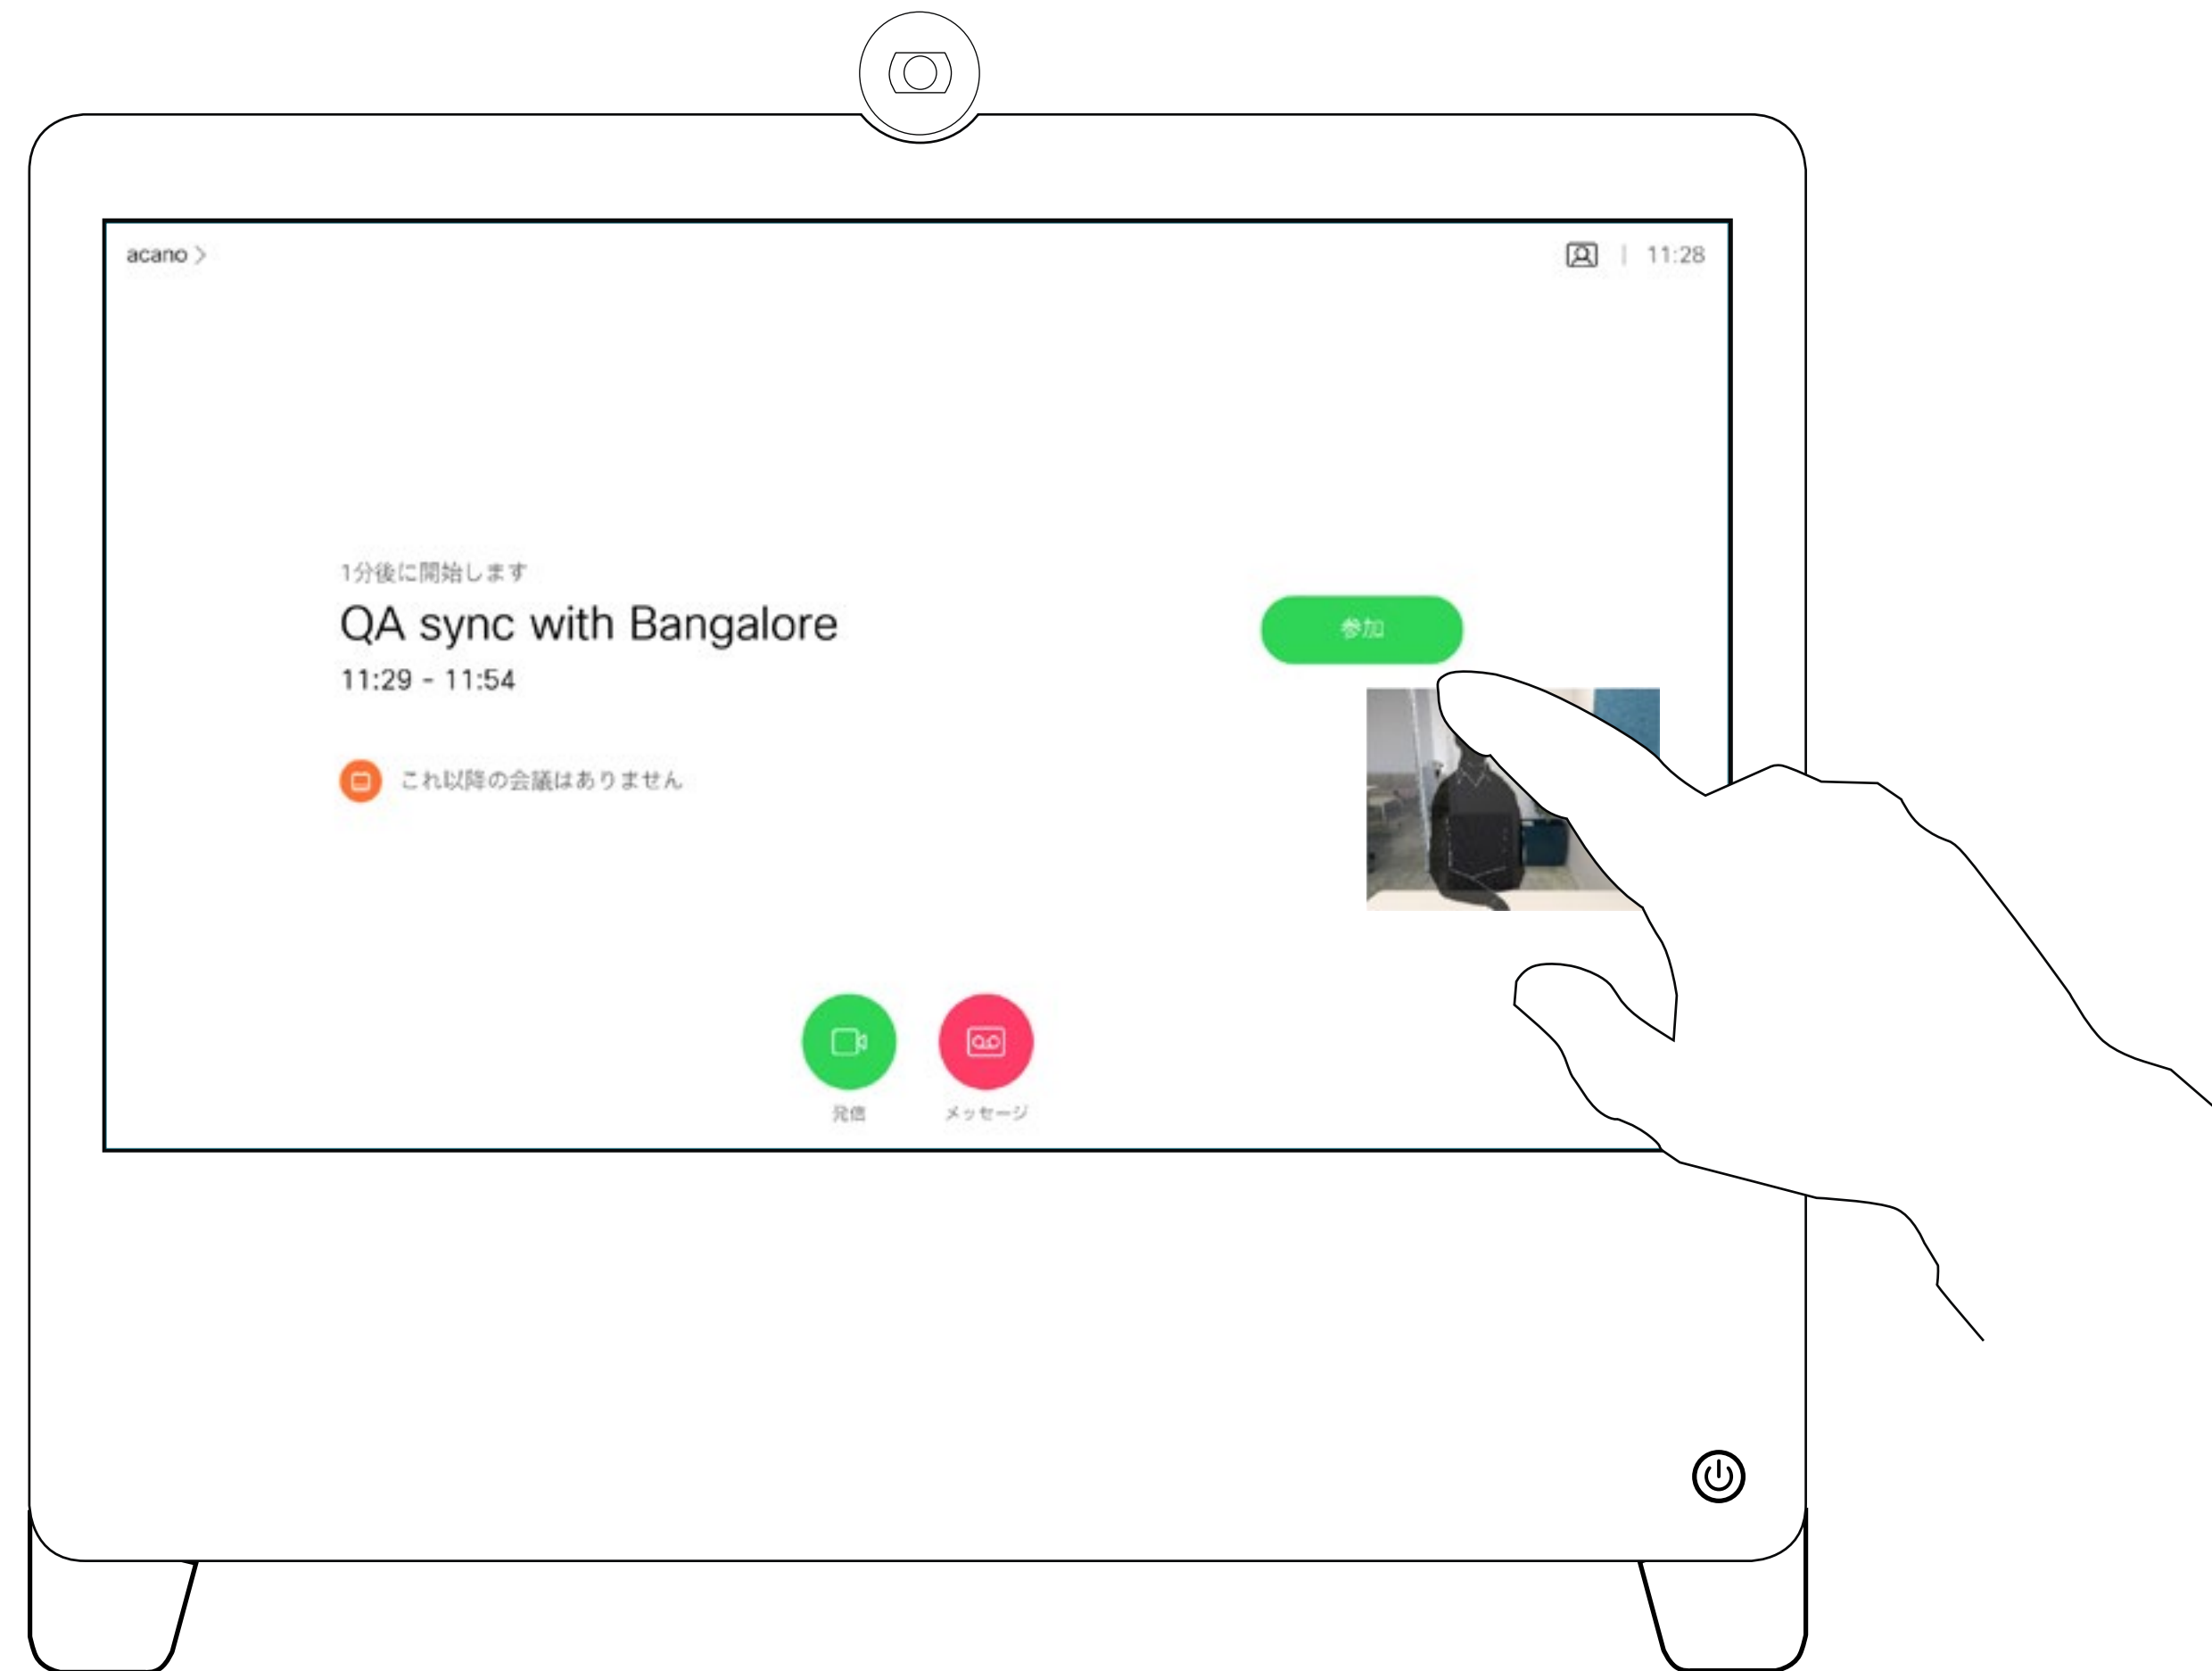 acano
11:28
1分後に開始します
QA sync with Bangalore
参加
11:29 - 11:54
これ以降の会議はありません
発信
メッセージ